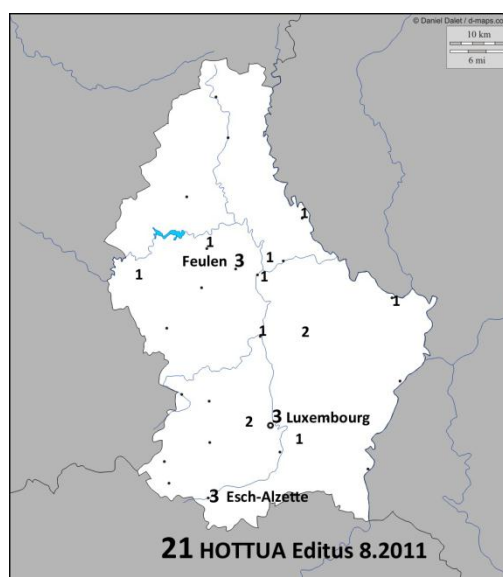 © Daniel Dalet / d-maps.com
10 km
6 mi
1
1
Feulen 3
1
1
1
1
1
2
2
3 Luxembourg
1
3 Esch-Alzette
21 HOTTUA Editus 8.2011